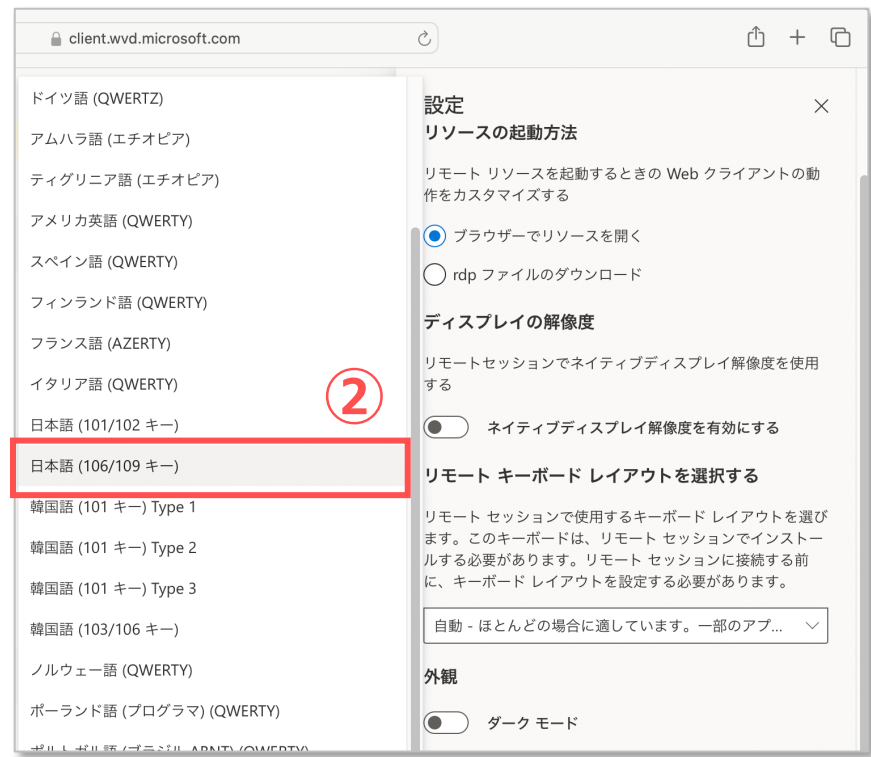 client.wvd.microsoft.com
ドイツ語 (QWERTZ)
アムハラ語 (エチオピア)
ティグリニア語 (エチオピア)
アメリカ英語 (QWERTY)
スペイン語 (QWERTY)
フィンランド語 (QWERTY)
フランス語 (AZERTY)
イタリア語 (QWERTY)
日本語 (101/102 キー)
②
日本語 (106/109 キー)
韓国語 (101 キー) Type 1
韓国語 (101 キー) Type 2
韓国語 (101 キー) Type 3
韓国語 (103/106 キー)
ノルウェー語 (QWERTY)
ポーランド語 (プログラマ) (QWERTY)
ポルトガル語 (ブラジル ABNT) (QWERTY)
設定
リソースの起動方法
リモート リソースを起動するときの Web クライアントの動
作をカスタマイズする
ブラウザーでリソースを開く
rdp ファイルのダウンロード
ディスプレイの解像度
リモートセッションでネイティブディスプレイ解像度を使用
する
ネイティブディスプレイ解像度を有効にする
リモート キーボード レイアウトを選択する
リモート セッションで使用するキーボード レイアウトを選び
ます。このキーボードは、リモート セッションでインストー
ルする必要があります。リモート セッションに接続する前
に、キーボード レイアウトを設定する必要があります。
自動 - ほとんどの場合に適しています。一部のアプ...
外観
ダーク モード